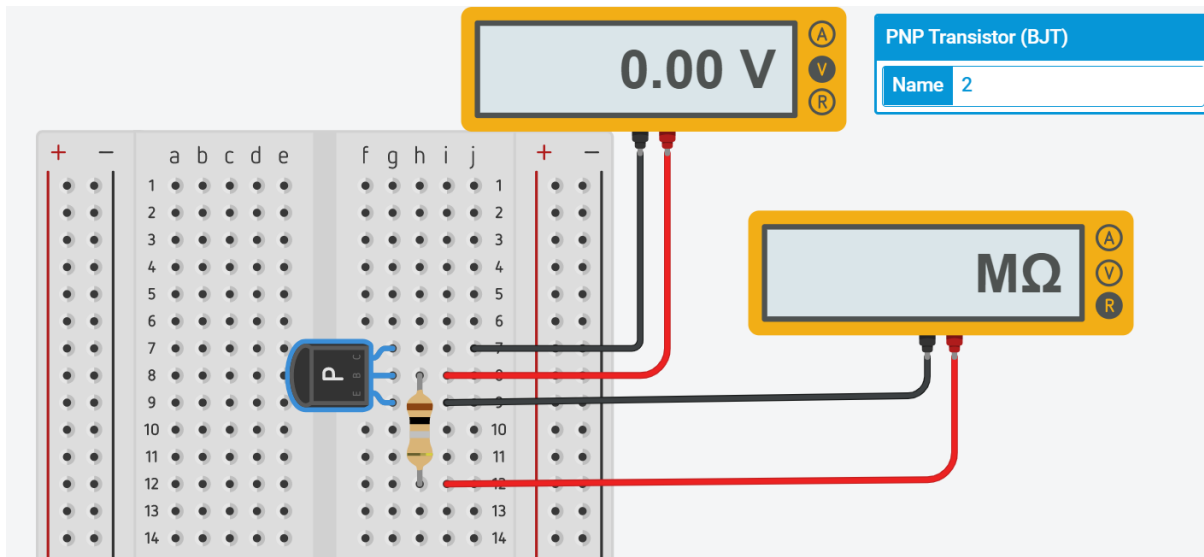 0.00 V
A
V
R
PNP Transistor (BJT)
Name 2
+ − a b c d e f g h i j + −
1 1
2 2
3 3
4 4
5 5
6 6
7 7
8 8
9 9
10 10
11 11
12 12
13 13
14 14
P
C
B
E
MΩ
A
V
R